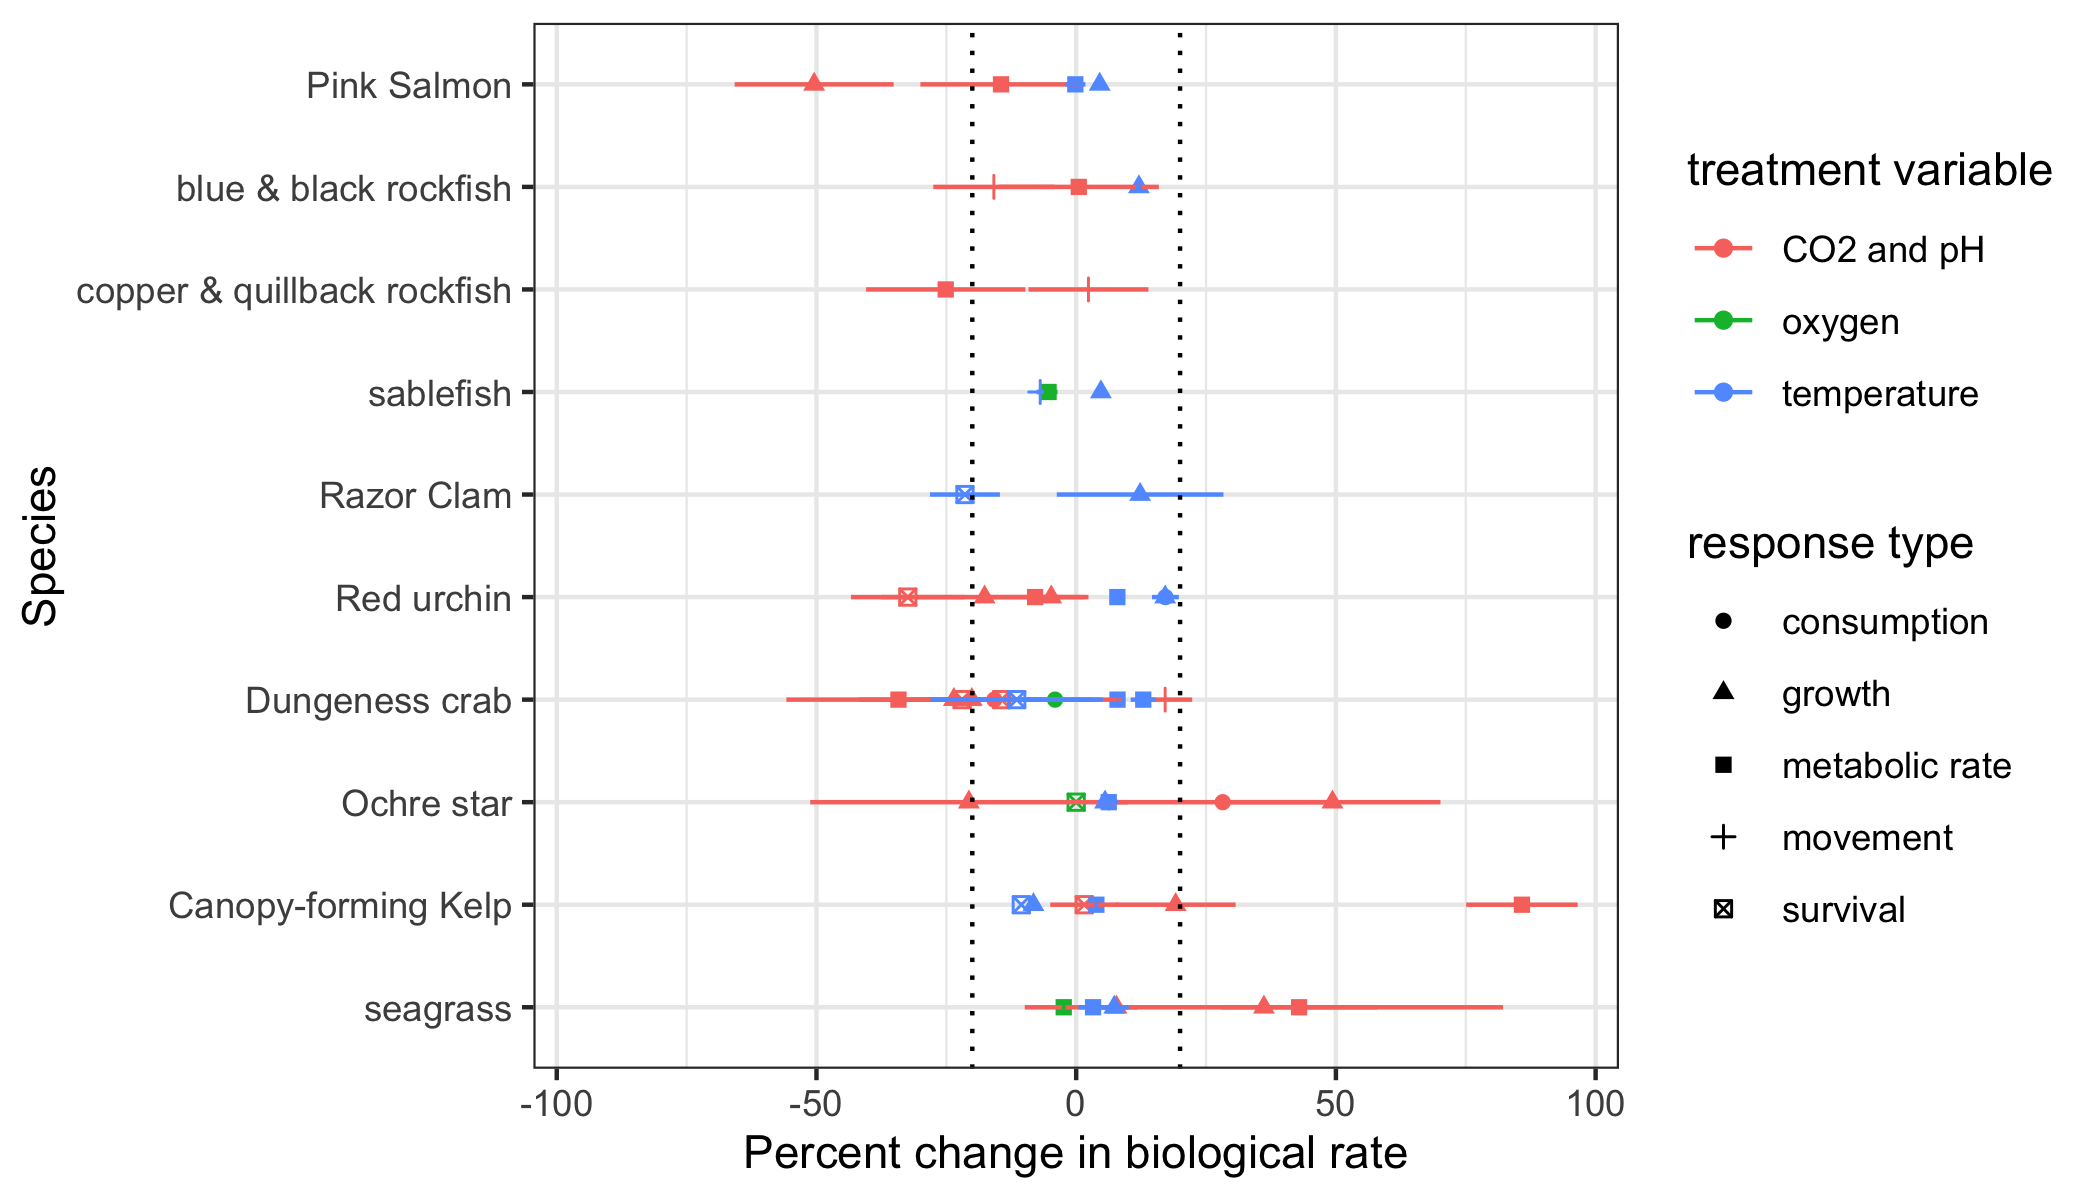 Species
Pink Salmon
blue & black rockfish
copper & quillback rockfish
sablefish
Razor Clam
Red urchin
Dungeness crab
Ochre star
Canopy-forming Kelp
seagrass
-100 -50 0 50 100
Percent change in biological rate
treatment variable
CO2 and pH
oxygen
temperature
response type
consumption
growth
metabolic rate
movement
survival